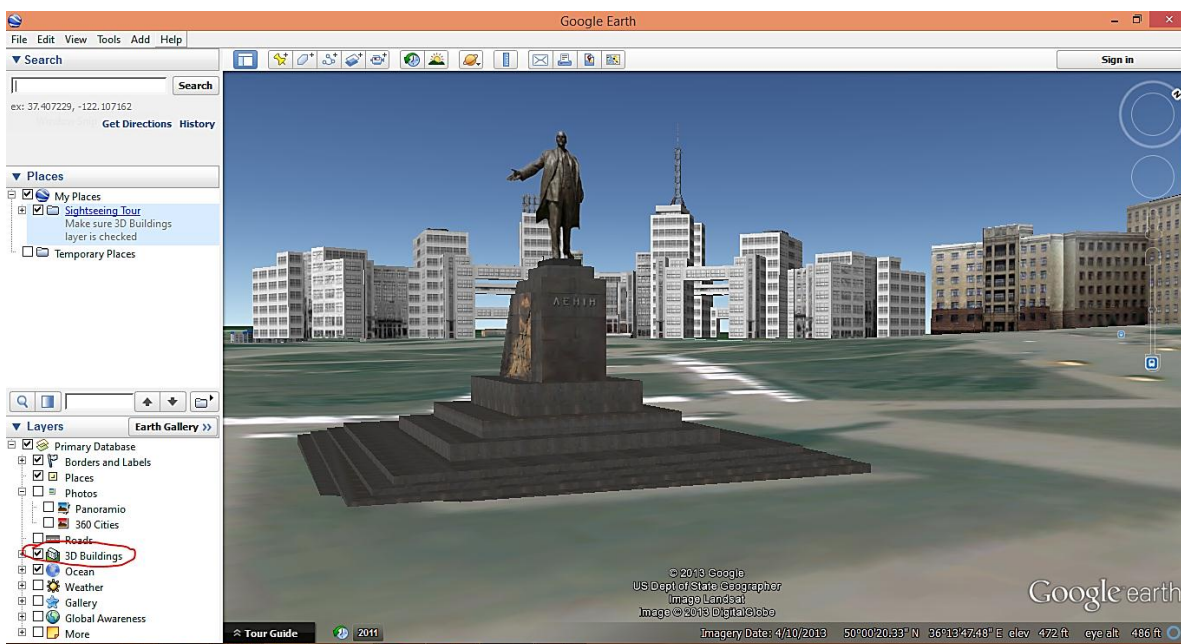 Google Earth
File Edit View Tools Add Help
▼ Search
Search
ex: 37.407229, -122.107162
Get Directions History
▼ Places
My Places
Sightseeing Tour
Make sure 3D Buildings
layer is checked
Temporary Places
▼ Layers
Earth Gallery >>
Primary Database
Borders and Labels
Places
Photos
Panoramio
360 Cities
Roads
3D Buildings
Ocean
Weather
Gallery
Global Awareness
More
Sign in
N
ЛЕНІН
© 2013 Google
US Dept of State Geographer
Image Landsat
Image © 2013 DigitalGlobe
Google earth
Tour Guide
2011
Imagery Date: 4/10/2013 50°00'20.33" N 36°13'47.48" E elev 472 ft eye alt 486 ft